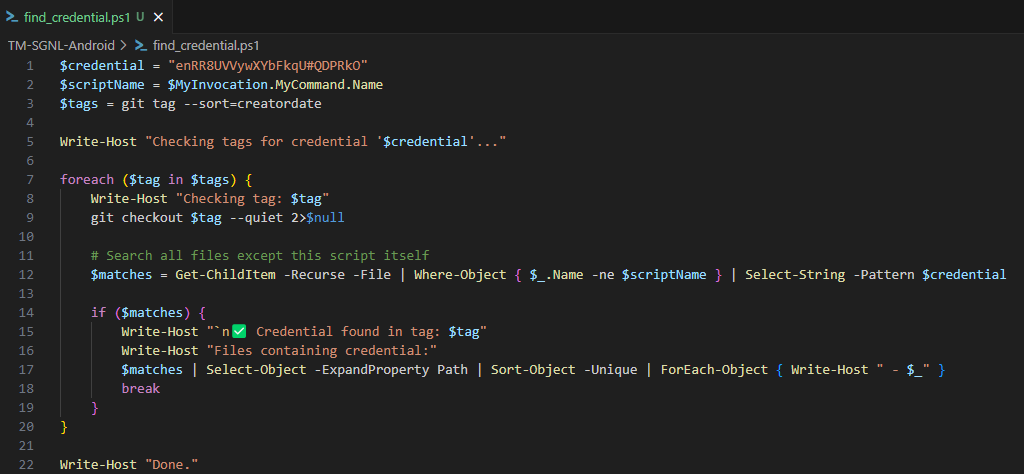 find_credential.ps1 U ×
TM-SGNL-Android > find_credential.ps1
1 $credential = "enRR8UVVywXYbFkqU#QDPRkO"
2 $scriptName = $MyInvocation.MyCommand.Name
3 $tags = git tag --sort=creatordate
4
5 Write-Host "Checking tags for credential '$credential'..."
6
7 foreach ($tag in $tags) {
8     Write-Host "Checking tag: $tag"
9     git checkout $tag --quiet 2>$null
10
11     # Search all files except this script itself
12     $matches = Get-ChildItem -Recurse -File | Where-Object { $_.Name -ne $scriptName } | Select-String -Pattern $credential
13
14     if ($matches) {
15         Write-Host "`n✅ Credential found in tag: $tag"
16         Write-Host "Files containing credential:"
17         $matches | Select-Object -ExpandProperty Path | Sort-Object -Unique | ForEach-Object { Write-Host " - $_" }
18         break
19     }
20 }
21
22 Write-Host "Done."